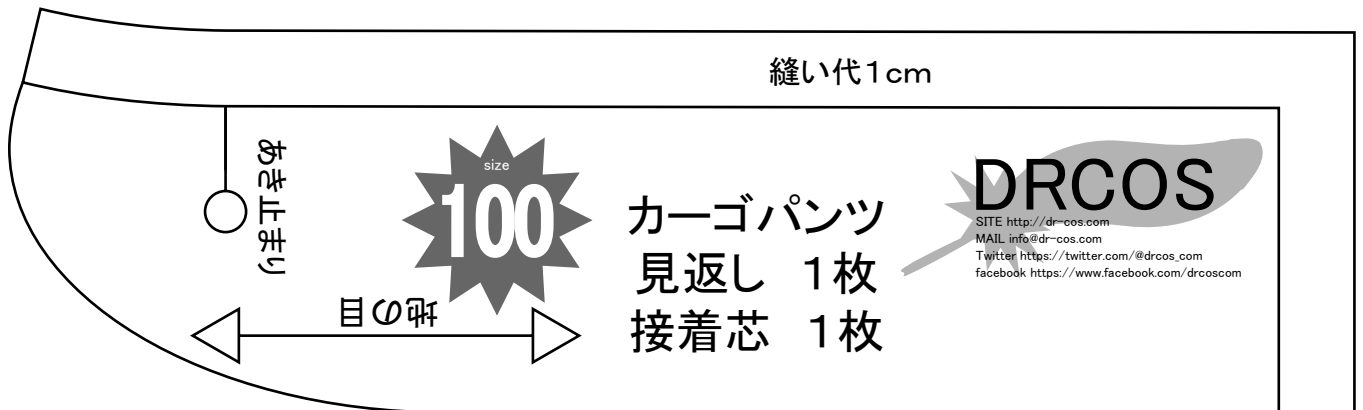 縫い代1cm
あき止まり
size
100
カーゴパンツ
見返し 1枚
接着芯 1枚
地の目
DRCOS
SITE http://dr-cos.com
MAIL info@dr-cos.com
Twitter https://twitter.com/@drcos_com
facebook https://www.facebook.com/drcoscom